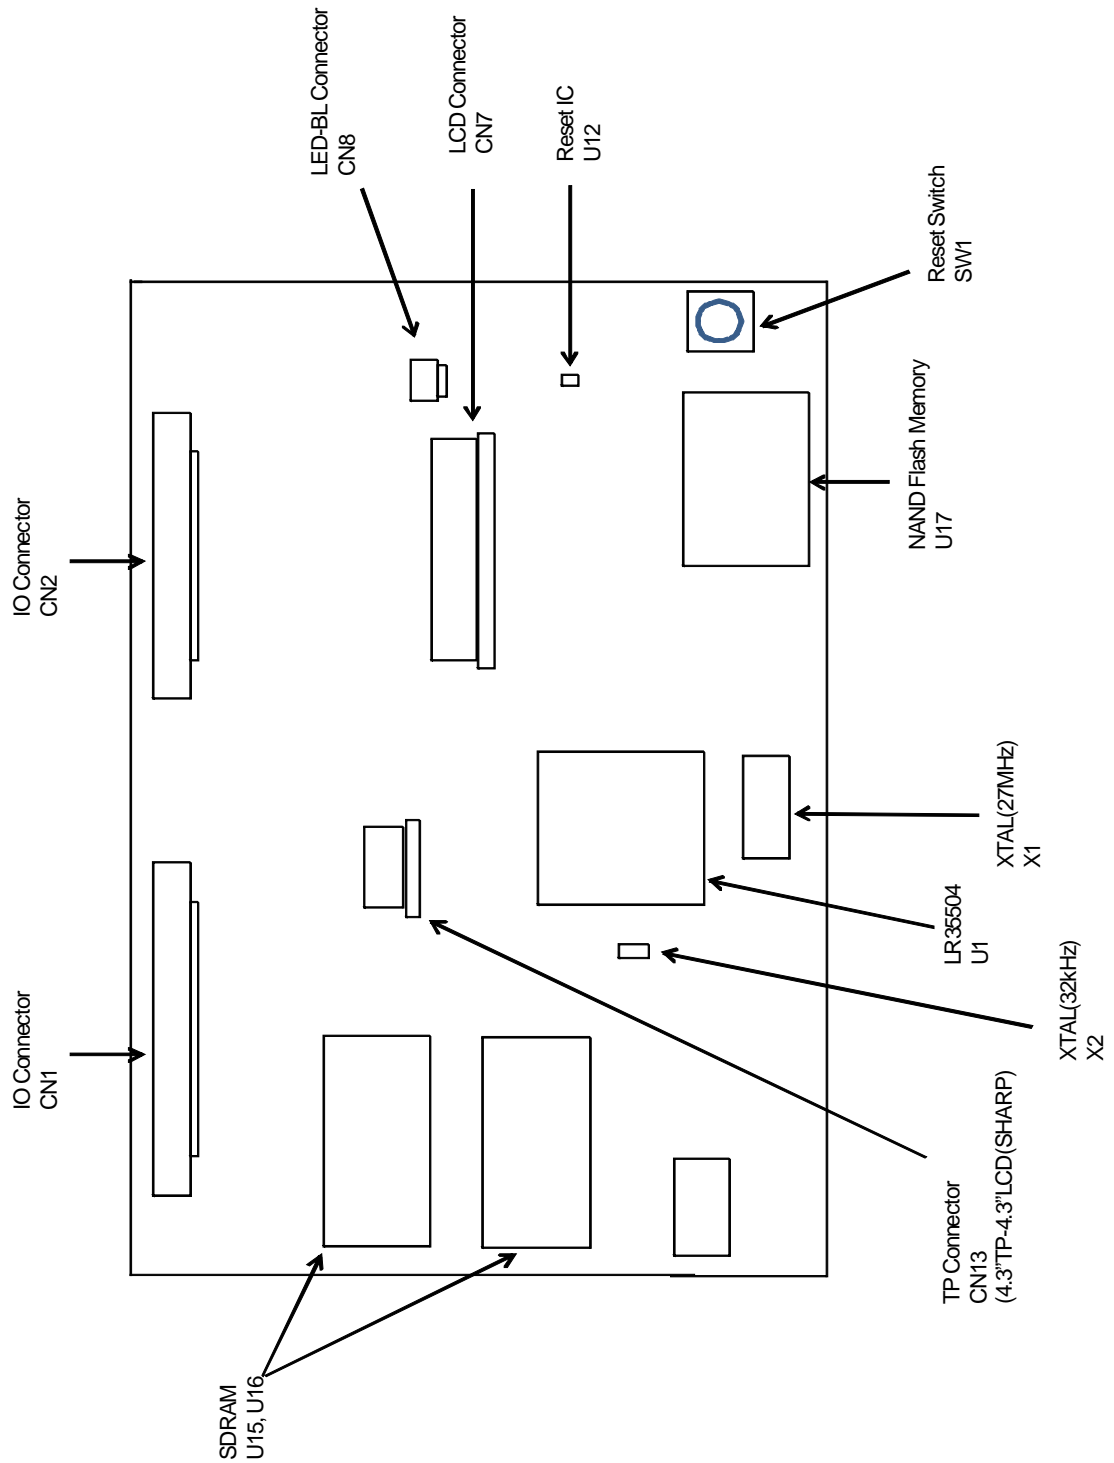 IO Connector
CN1
IO Connector
CN2
LED-BL Connector
CN8
LCD Connector
CN7
Reset IC
U12
Reset Switch
SW1
NAND Flash Memory
U17
XTAL(27MHz)
X1
LR35504
U1
XTAL(32kHz)
X2
TP Connector
CN13
(4.3"TP-4.3"LCD(SHARP)
SDRAM
U15, U16